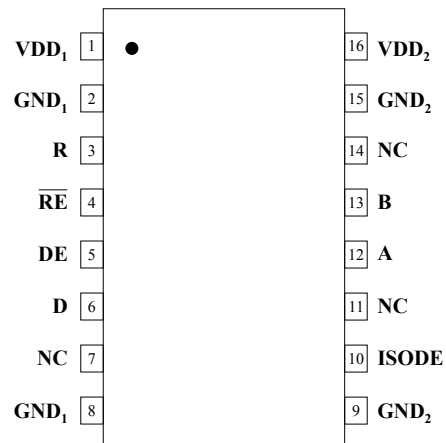 VDD₁ 1 16 VDD₂
GND₁ 2 15 GND₂
R 3 14 NC
R̅E̅ 4 13 B
DE 5 12 A
D 6 11 NC
NC 7 10 ISODE
GND₁ 8 9 GND₂